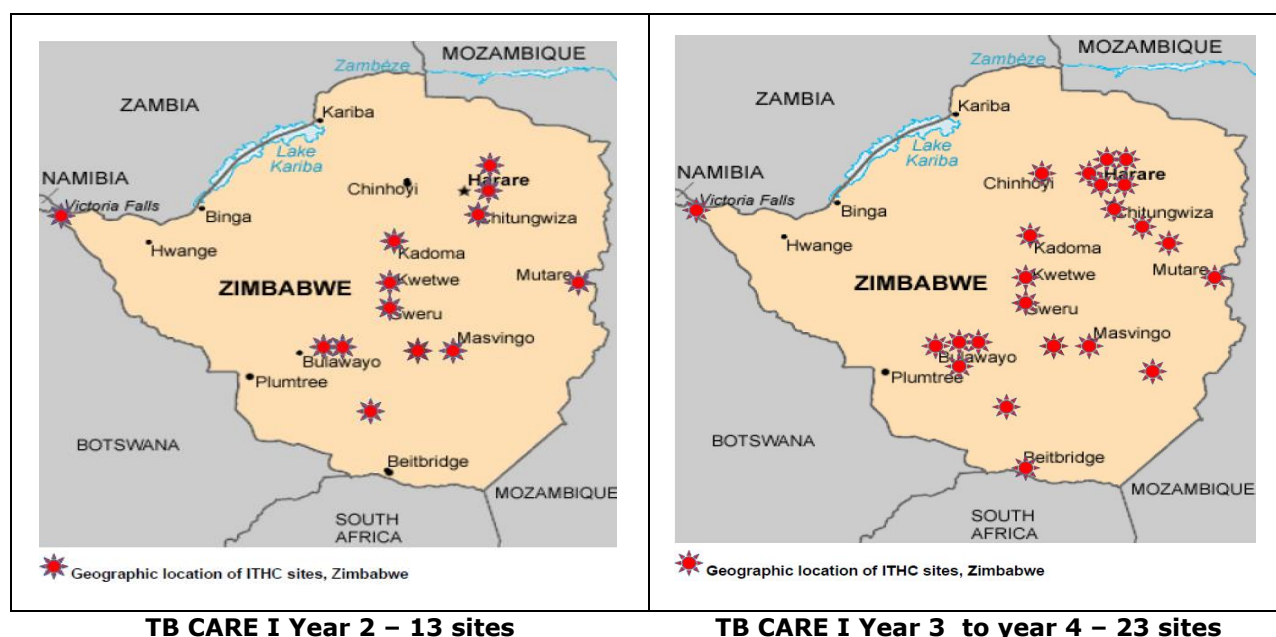 MOZAMBIQUE
Zambèze
ZAMBIA
Kariba
Lake
Kariba
NAMIBIA
Chinhoyi
Harare
Victoria Falls
Binga
Chitungwiza
Hwange
Kadoma
ZIMBABWE
Kwetwe
Mutare
Gweru
Masvingo
Bulawayo
Plumtree
BOTSWANA
Beitbridge
MOZAMBIQUE
SOUTH
AFRICA
Geographic location of ITHC sites, Zimbabwe
TB CARE I Year 2 – 13 sites
MOZAMBIQUE
Zambèze
ZAMBIA
Kariba
Lake
Kariba
NAMIBIA
Chinhoyi
Harare
Victoria Falls
Binga
Chitungwiza
Hwange
Kadoma
ZIMBABWE
Kwetwe
Mutare
Gweru
Masvingo
Bulawayo
Plumtree
BOTSWANA
Beitbridge
MOZAMBIQUE
SOUTH
AFRICA
Geographic location of ITHC sites, Zimbabwe
TB CARE I Year 3 to year 4 – 23 sites